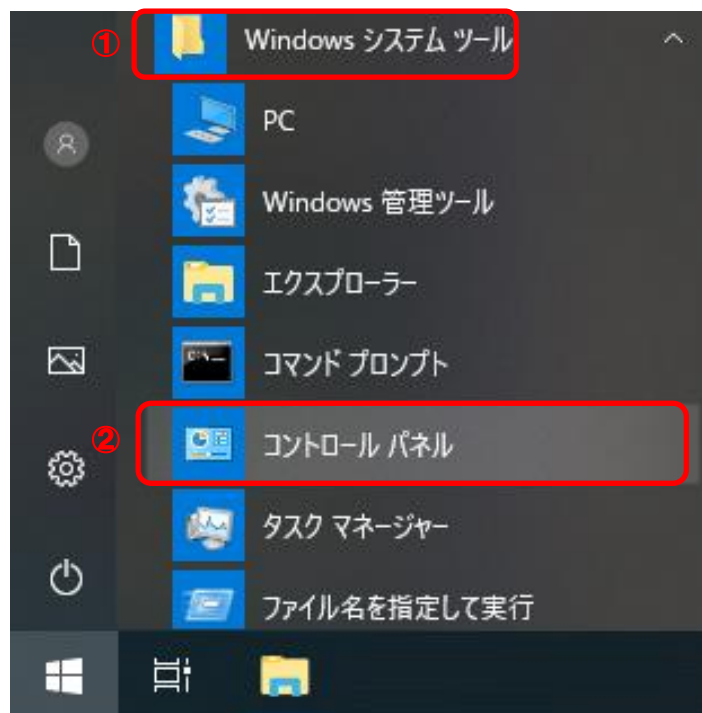 ① Windows システム ツール
PC
Windows 管理ツール
エクスプローラー
コマンド プロンプト
② コントロール パネル
タスク マネージャー
ファイル名を指定して実行